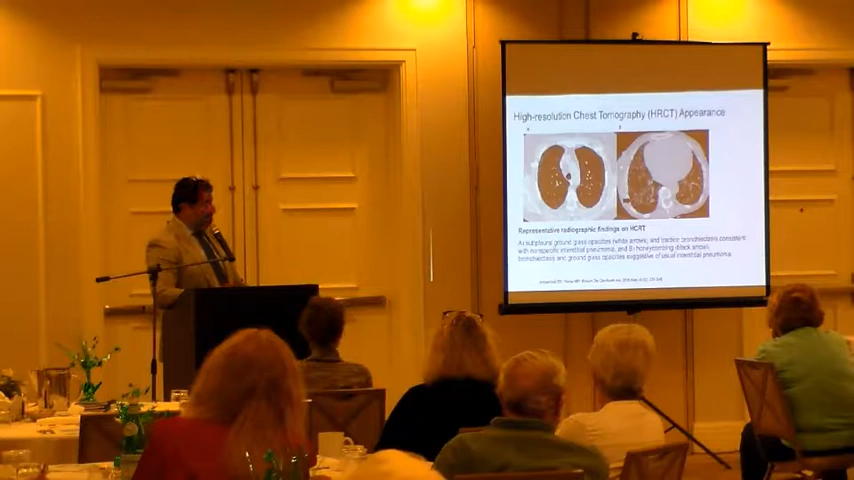 High-resolution Chest Tomography (HRCT) Appearance
A
B
Representative radiographic findings on HCRT
A: subpleural ground glass opacities (white arrows) and traction bronchiectasis consistent
with nonspecific interstitial pneumonia, and B: honeycombing (black arrow),
bronchiectasis and ground glass opacities suggestive of usual interstitial pneumonia.